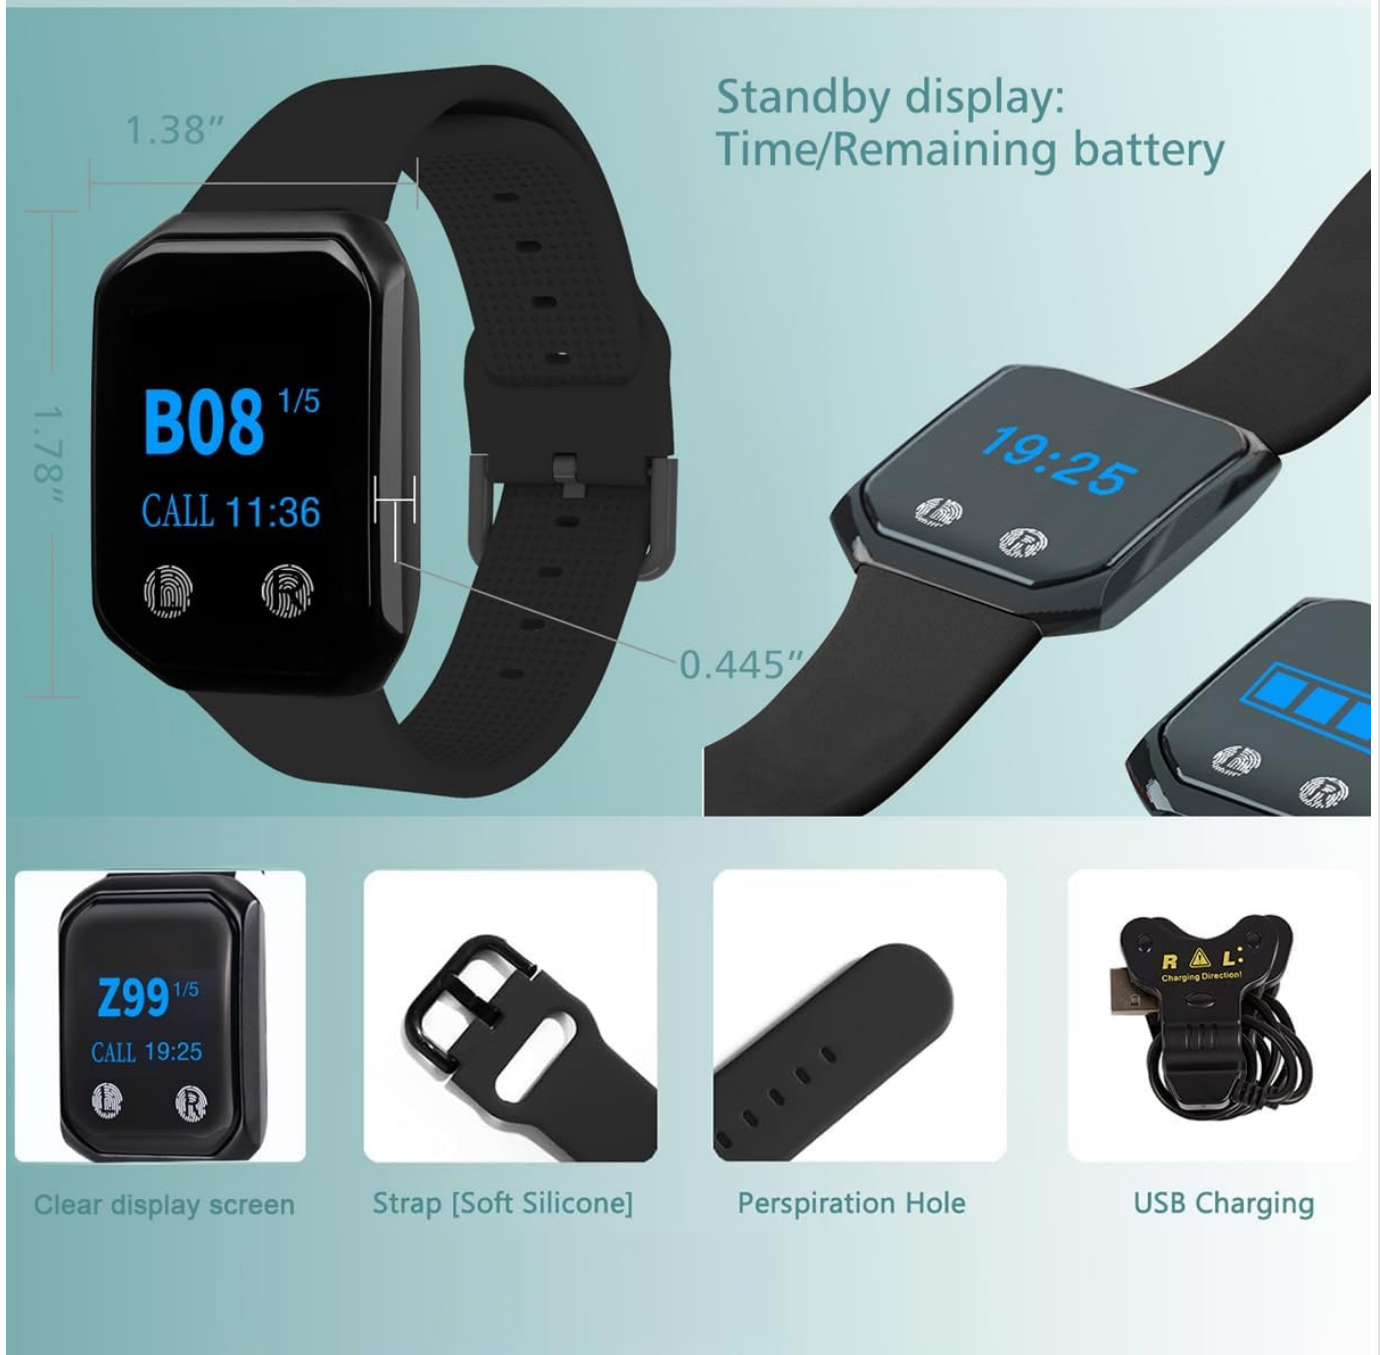 1.38”
Standby display:
Time/Remaining battery
1.78”
B08 1/5
CALL 11:36
L R
19:25
L R
0.445”
L R
Z99 1/5
CALL 19:25
L R
R L:
Charging Direction!
Clear display screen
Strap [Soft Silicone]
Perspiration Hole
USB Charging